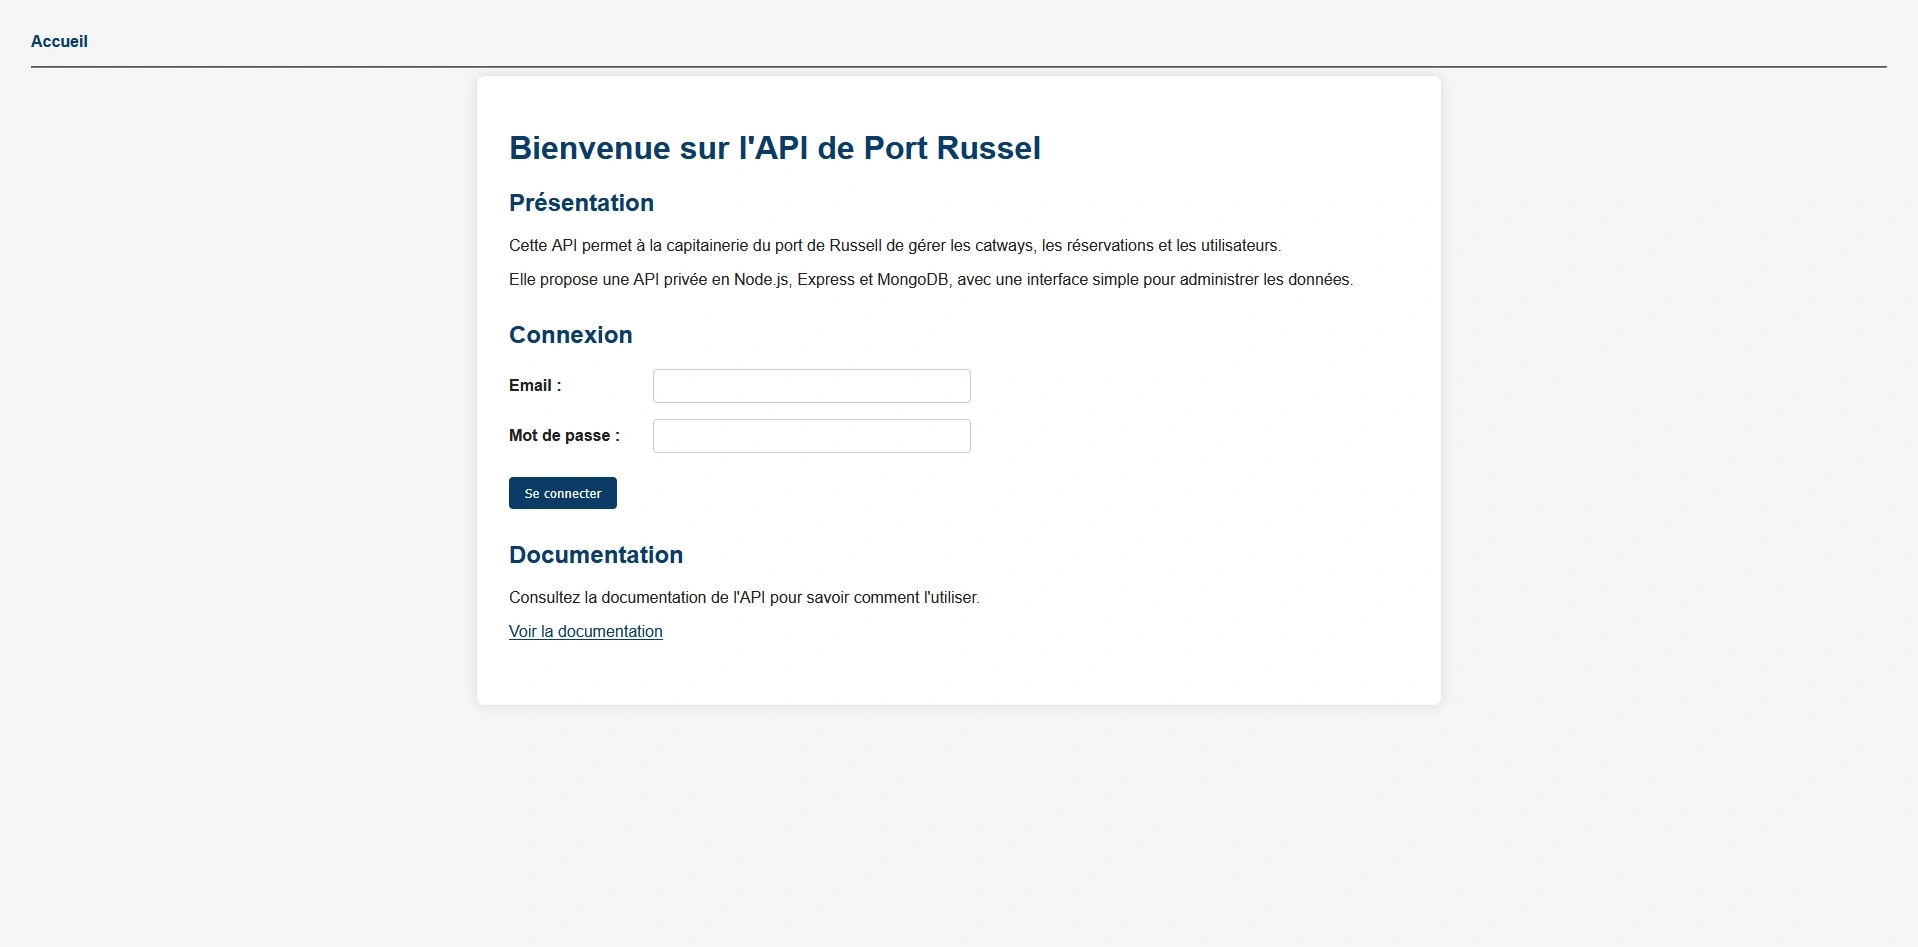 Accueil
Bienvenue sur l'API de Port Russel
Présentation
Cette API permet à la capitainerie du port de Russell de gérer les catways, les réservations et les utilisateurs.
Elle propose une API privée en Node.js, Express et MongoDB, avec une interface simple pour administrer les données.
Connexion
Email :
Mot de passe :
Se connecter
Documentation
Consultez la documentation de l'API pour savoir comment l'utiliser.
Voir la documentation